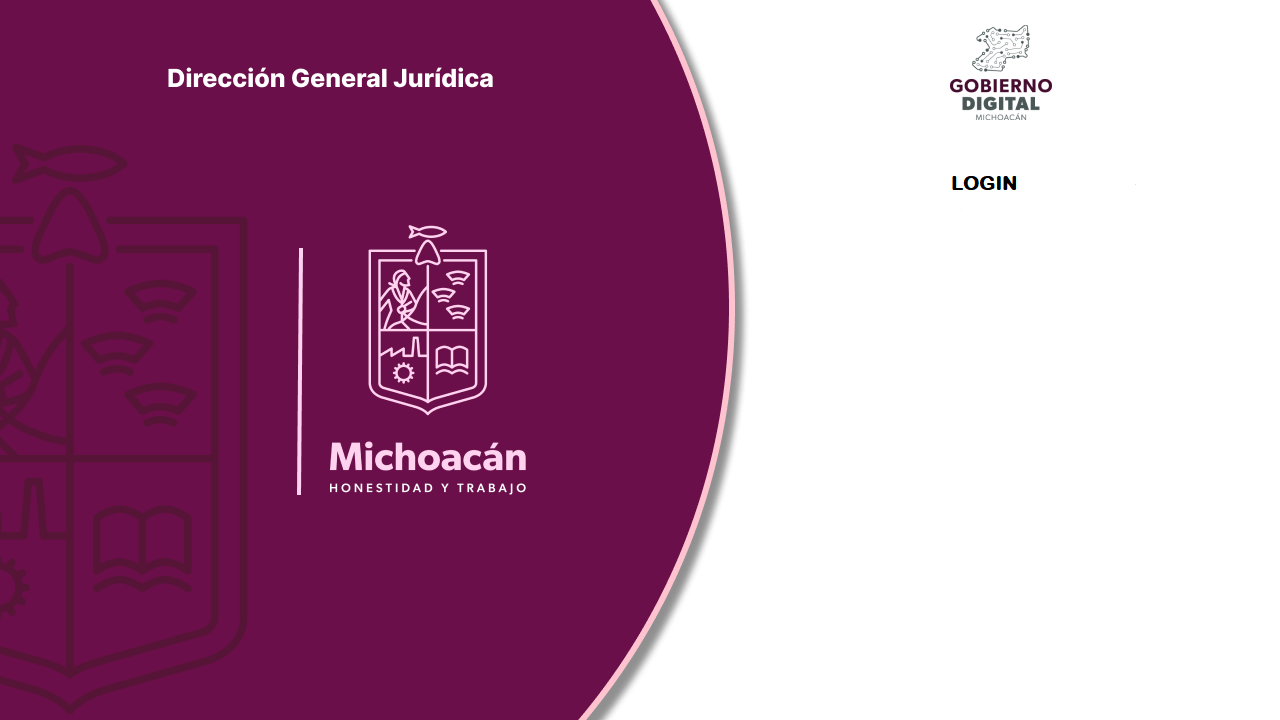 Dirección General Jurídica
Michoacán
HONESTIDAD Y TRABAJO
GOBIERNO
DIGITAL
MICHOACÁN
LOGIN